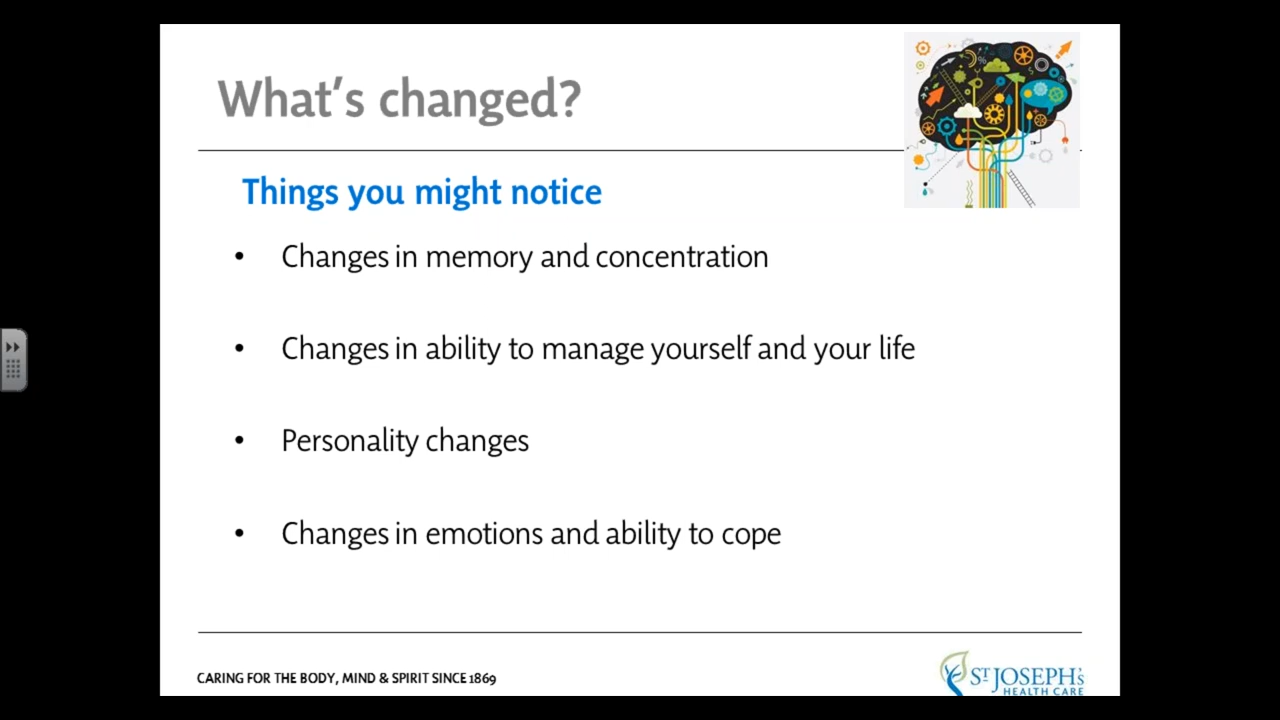 What's changed?
Things you might notice
• Changes in memory and concentration
• Changes in ability to manage yourself and your life
• Personality changes
• Changes in emotions and ability to cope
CARING FOR THE BODY, MIND & SPIRIT SINCE 1869
ST JOSEPH'S
HEALTH CARE